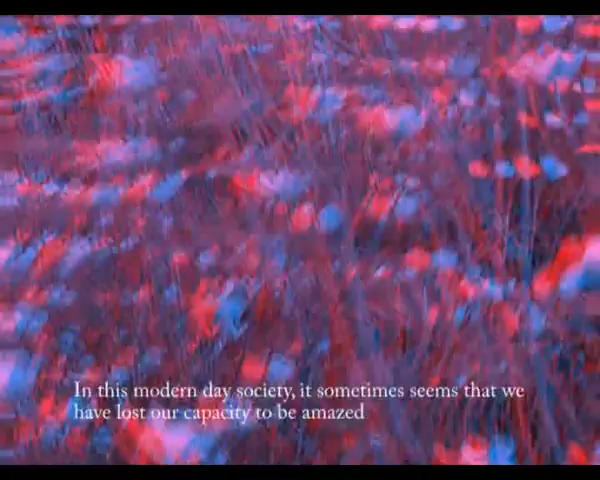 In this modern day society, it sometimes seems that we
have lost our capacity to be amazed